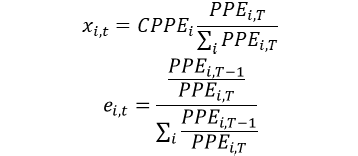 x_{i,t} = CPPE_i \frac{PPE_{i,T}}{\sum_i PPE_{i,T}}
e_{i,t} = \frac{\frac{PPE_{i,T-1}}{PPE_{i,T}}}{\sum_i \frac{PPE_{i,T-1}}{PPE_{i,T}}}